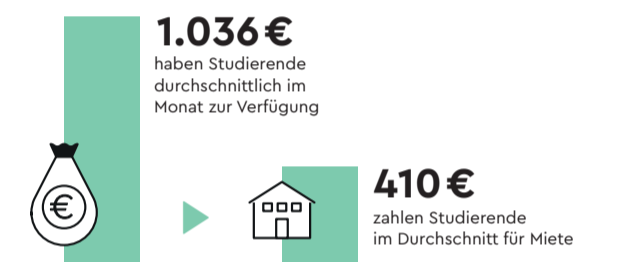 1.036 €
haben Studierende
durchschnittlich im
Monat zur Verfügung
€
410 €
zahlen Studierende
im Durchschnitt für Miete